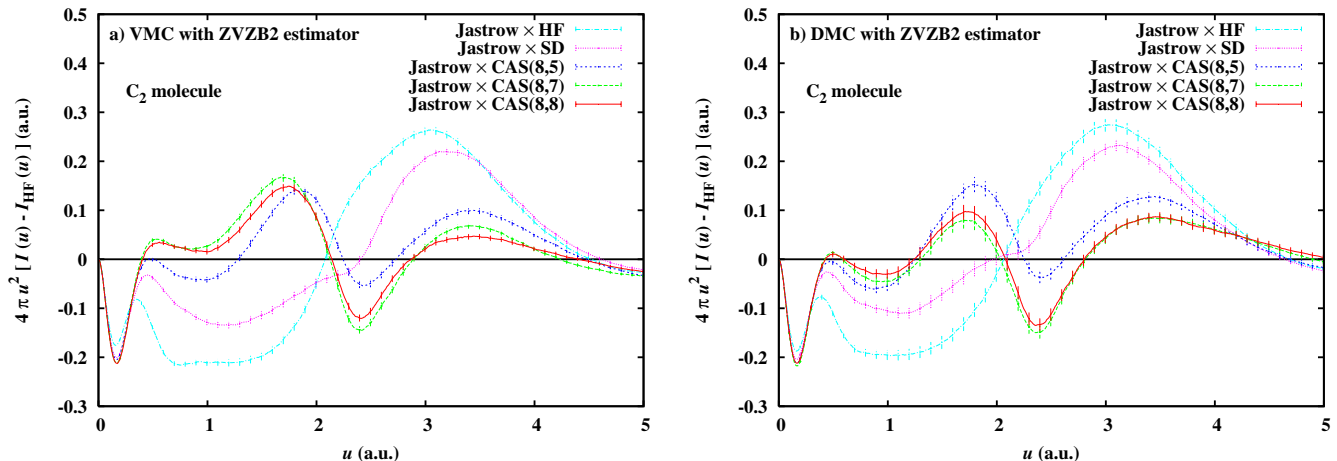 a) VMC with ZVZB2 estimator
C2 molecule
Jastrow × HF
Jastrow × SD
Jastrow × CAS(8,5)
Jastrow × CAS(8,7)
Jastrow × CAS(8,8)
4 π u² [ I (u) - I_HF (u) ] (a.u.)
0.5
0.4
0.3
0.2
0.1
0
-0.1
-0.2
-0.3
0 1 2 3 4 5
u (a.u.)
b) DMC with ZVZB2 estimator
C2 molecule
Jastrow × HF
Jastrow × SD
Jastrow × CAS(8,5)
Jastrow × CAS(8,7)
Jastrow × CAS(8,8)
4 π u² [ I (u) - I_HF (u) ] (a.u.)
0.5
0.4
0.3
0.2
0.1
0
-0.1
-0.2
-0.3
0 1 2 3 4 5
u (a.u.)